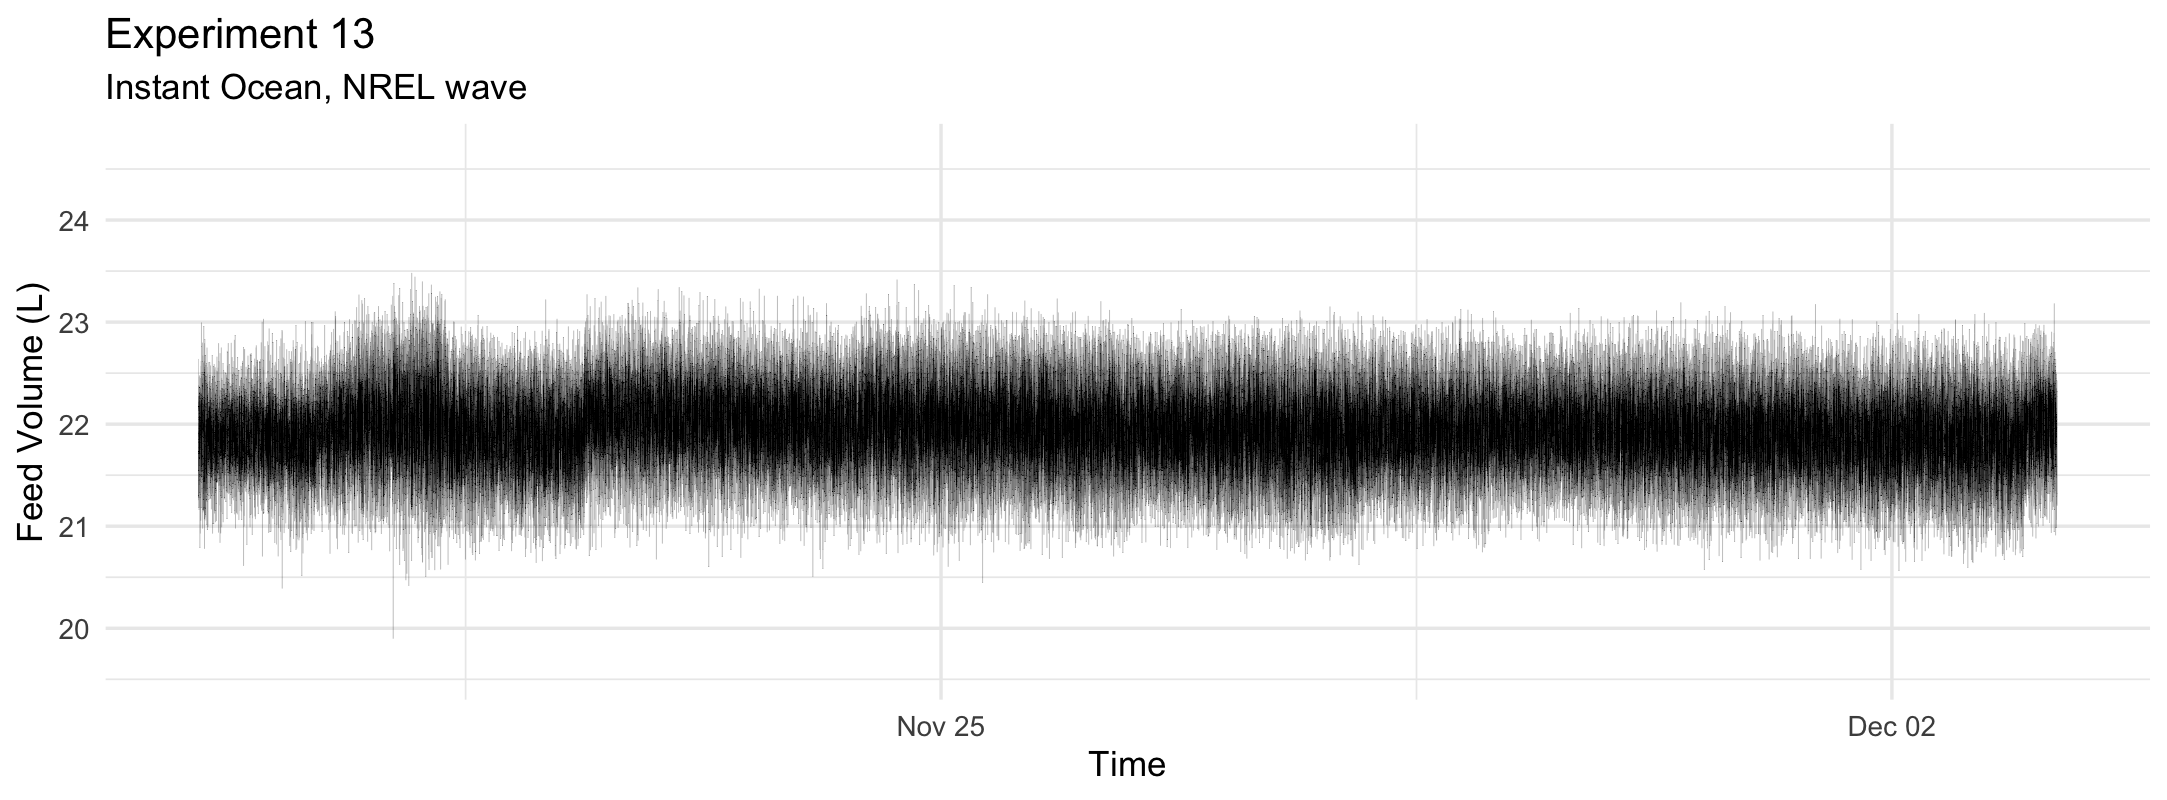 Experiment 13
Instant Ocean, NREL wave
Feed Volume (L)
24
23
22
21
20
Nov 25
Dec 02
Time